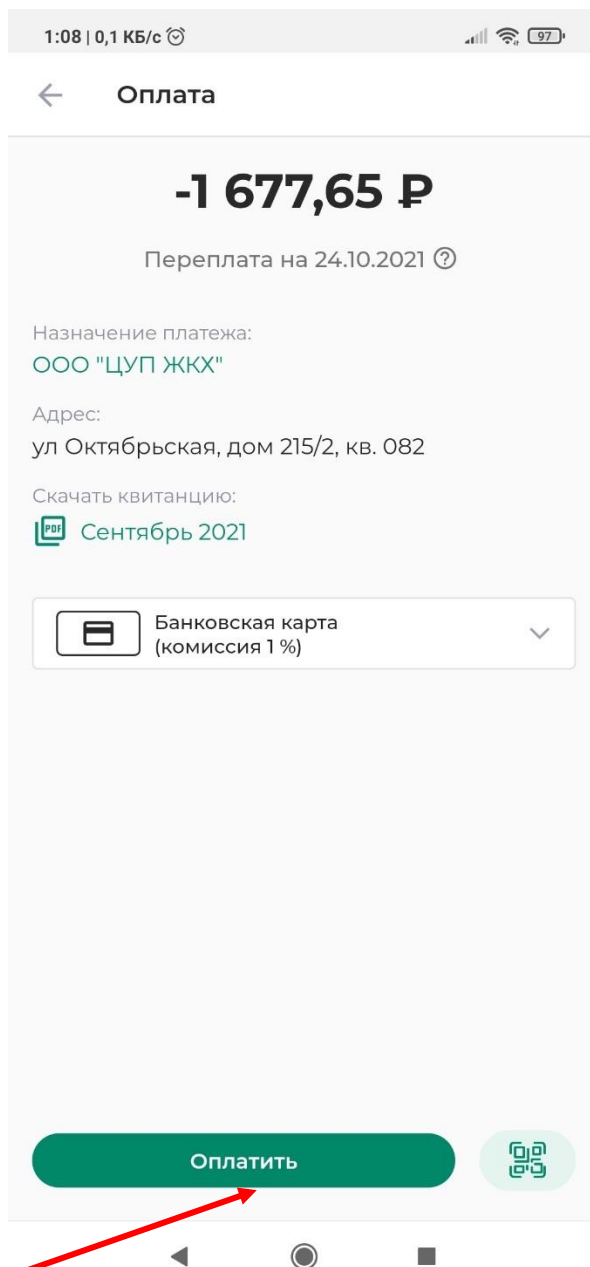 1:08 | 0,1 КБ/с
97
Оплата
-1 677,65 ₽
Переплата на 24.10.2021 ?
Назначение платежа:
ООО "ЦУП ЖКХ"
Адрес:
ул Октябрьская, дом 215/2, кв. 082
Скачать квитанцию:
PDF Сентябрь 2021
Банковская карта
(комиссия 1 %)
Оплатить